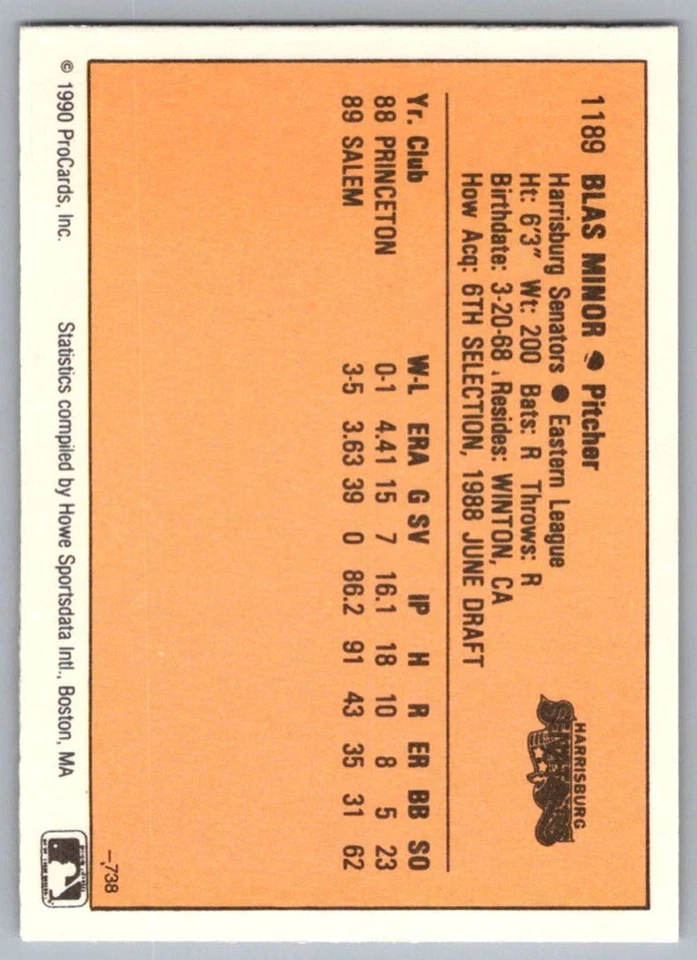 1189 BLAS MINOR Pitcher
Harrisburg Senators ● Eastern League
Ht: 6'3" Wt: 200 Bats: R Throws: R
Birthdate: 3-20-68 Resides: WINTON, CA
How Acq: 6TH SELECTION, 1988 JUNE DRAFT
HARRISBURG
SENATORS
Yr. Club W-L ERA G SV IP H R ER BB SO
88 PRINCETON 0-1 4.41 15 7 16.1 18 10 8 5 23
89 SALEM 3-5 3.63 39 0 86.2 91 43 35 31 62
–,738
© 1990 ProCards, Inc. Statistics compiled by Howe Sportsdata Intl., Boston, MA